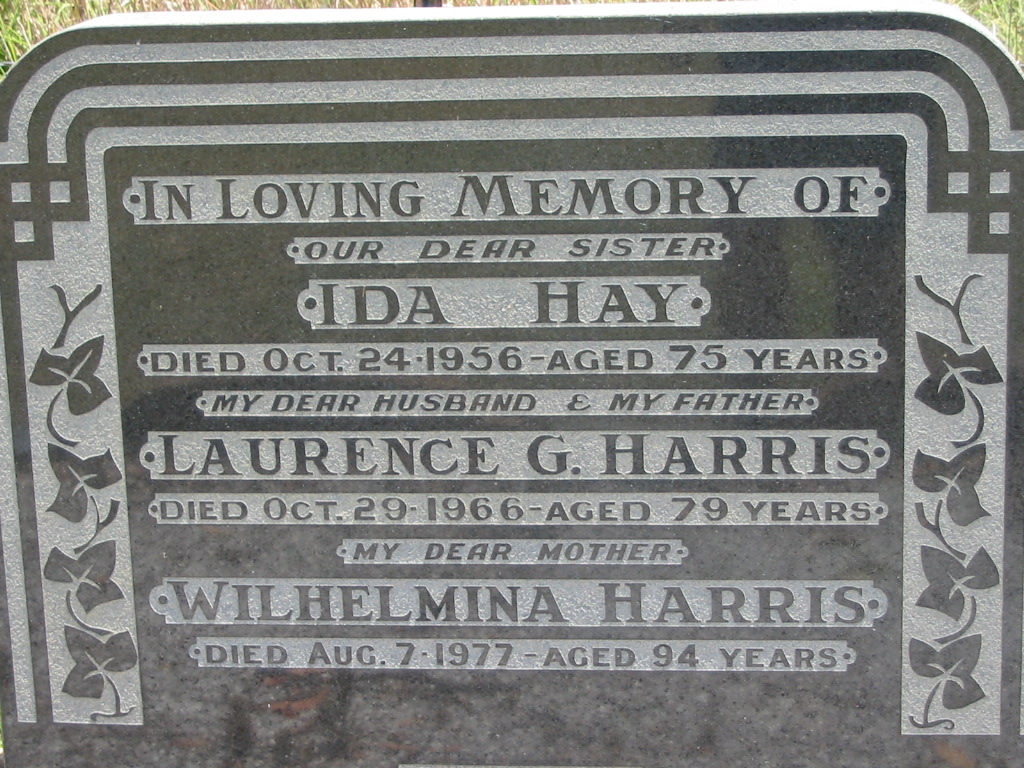 IN LOVING MEMORY OF
OUR DEAR SISTER
IDA HAY
DIED OCT. 24·1956-AGED 75 YEARS
MY DEAR HUSBAND & MY FATHER
LAURENCE G. HARRIS
DIED OCT. 29·1966-AGED 79 YEARS
MY DEAR MOTHER
WILHELMINA HARRIS
DIED AUG. 7·1977-AGED 94 YEARS